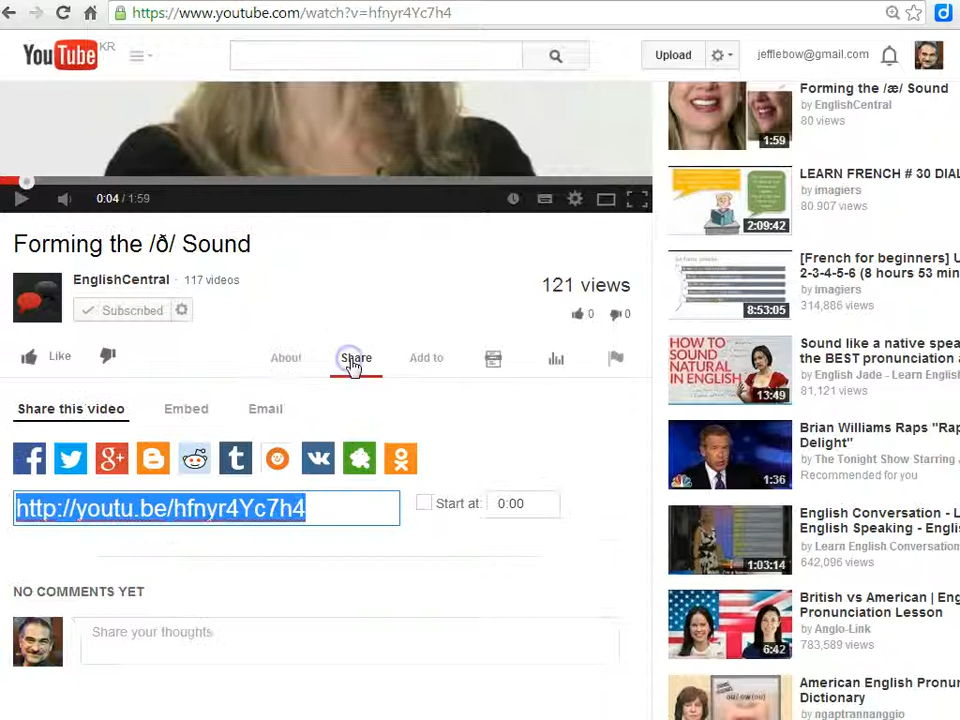 https://www.youtube.com/watch?v=hfnyr4Yc7h4
YouTube KR
Upload
jefflebow@gmail.com
0:04 / 1:59
Forming the /ð/ Sound
EnglishCentral · 117 videos
Subscribed
121 views
0 0
Like
About
Share
Add to
Share this video
Embed
Email
http://youtu.be/hfnyr4Yc7h4
Start at: 0:00
NO COMMENTS YET
Share your thoughts
Forming the /æ/ Sound
by EnglishCentral
80 views
1:59
LEARN FRENCH # 30 DIAL
by imagiers
80,907 views
2:09:42
[French for beginners] U
2-3-4-5-6 (8 hours 53 min
by imagiers
314,886 views
8:53:05
Sound like a native spea
the BEST pronunciation a
by English Jade - Learn Englis
81,121 views
HOW TO
SOUND
NATURAL
IN ENGLISH
13:49
Brian Williams Raps "Rap
Delight"
by The Tonight Show Starring
Recommended for you
1:36
English Conversation - L
English Speaking - Engli
by Learn English Conversation
642,096 views
1:03:14
British vs American | Eng
Pronunciation Lesson
by Anglo-Link
783,589 views
6:42
American English Pronun
Dictionary
by ngaptrannanggio